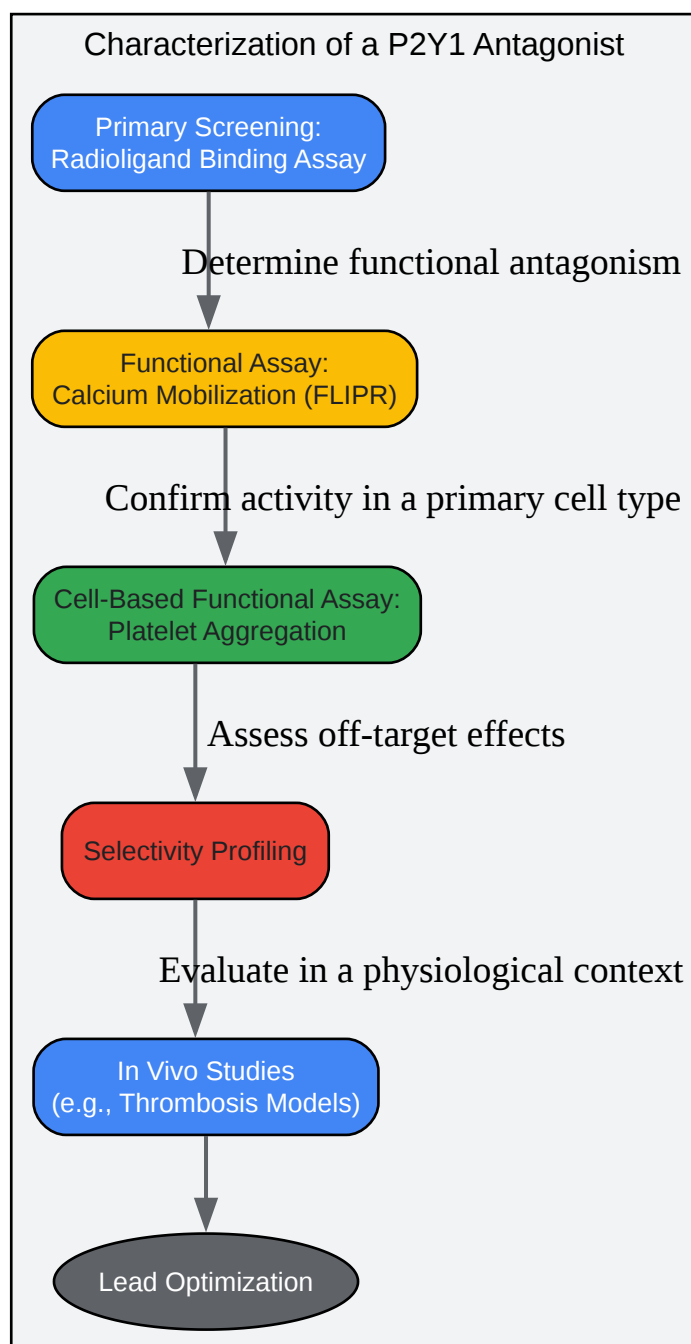 Characterization of a P2Y1 Antagonist
Primary Screening:
Radioligand Binding Assay
Determine functional antagonism
Functional Assay:
Calcium Mobilization (FLIPR)
Confirm activity in a primary cell type
Cell-Based Functional Assay:
Platelet Aggregation
Assess off-target effects
Selectivity Profiling
Evaluate in a physiological context
In Vivo Studies
(e.g., Thrombosis Models)
Lead Optimization